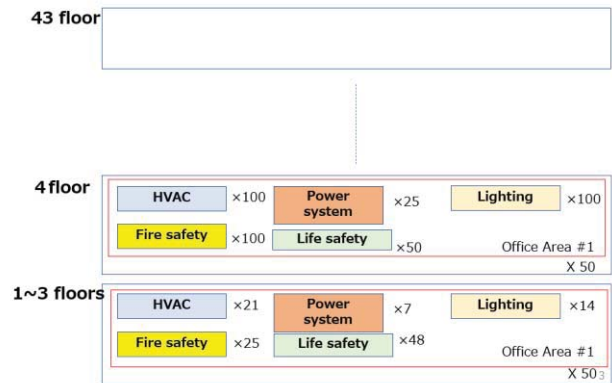 43 floor
4 floor
HVAC ×100 Power system ×25 Lighting ×100
Fire safety ×100 Life safety ×50 Office Area #1
X 50
1~3 floors
HVAC ×21 Power system ×7 Lighting ×14
Fire safety ×25 Life safety ×48 Office Area #1
X 50 3